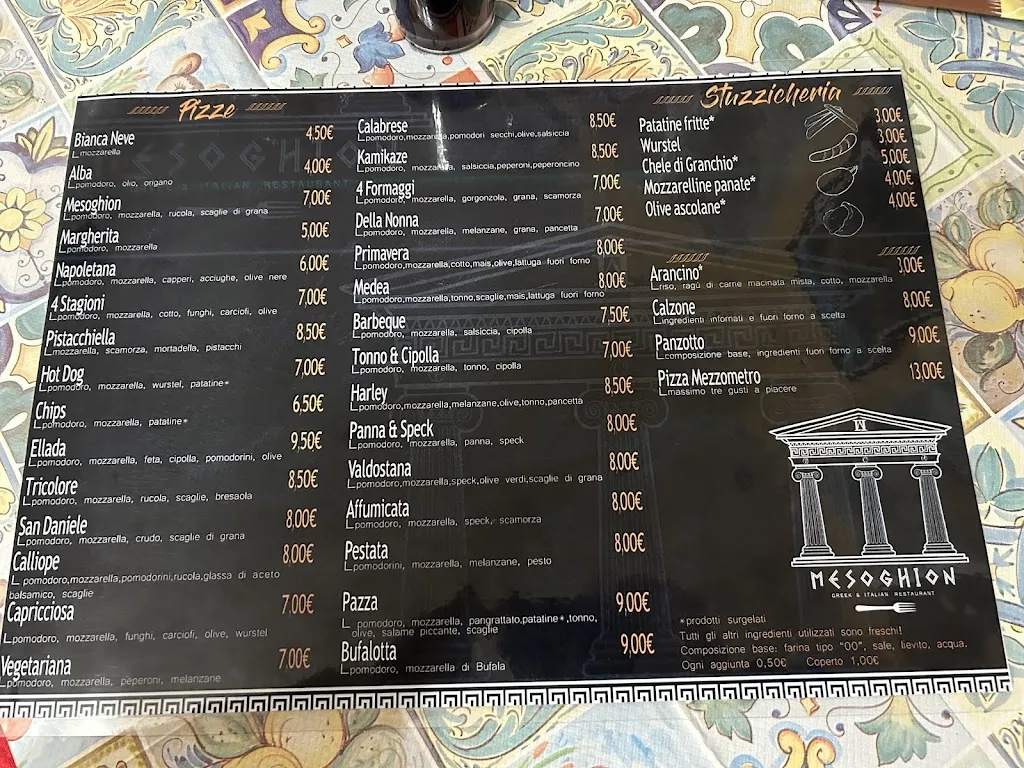 Pizze
Bianca Neve 4.50€
mozzarella
Alba 4.00€
pomodoro, olio, origano
Mesoghion 7,00€
pomodoro, mozzarella, rucola, scaglie di grana
Margherita 5,00€
pomodoro, mozzarella
Napoletana 6,00€
pomodoro, mozzarella, capperi, acciughe, olive nere
4 Stagioni 7,00€
pomodoro, mozzarella, cotto, funghi, carciofi, olive
Pistacchiella 8,50€
mozzarella, scamorza, mortadella, pistacchi
Hot Dog 7,00€
pomodoro, mozzarella, wurstel, patatine*
Chips 6,50€
pomodoro, mozzarella, patatine*
Ellada 9,50€
pomodoro, mozzarella, feta, cipolla, pomodorini, olive
Tricolore 8,50€
pomodoro, mozzarella, rucola, scaglie, bresaola
San Daniele 8,00€
pomodoro, mozzarella, crudo, scaglie di grana
Calliope 8,00€
pomodoro,mozzarella,pomodorini,rucola,glassa di aceto
balsamico, scaglie
Capricciosa 7,00€
pomodoro, mozzarella, funghi, carciofi, olive, wurstel
Vegetariana 7,00€
pomodoro, mozzarella, peperoni, melanzane
Calabrese 8,50€
pomodoro,mozzarella,pomodori secchi,olive,salsiccia
Kamikaze 8,50€
pomodoro, mozzarella, salsiccia,peperoni,peperoncino
4 Formaggi 7,00€
pomodoro, mozzarella, gorgonzola, grana, scamorza
Della Nonna 7,00€
pomodoro, mozzarella, melanzane, grana, pancetta
Primavera 8,00€
pomodoro,mozzarella,cotto,mais,olive,lattuga fuori forno
Medea 8,00€
pomodoro,mozzarella,tonno,scaglie,mais,lattuga fuori forno
Barbeque 7,50€
pomodoro, mozzarella, salsiccia, cipolla
Tonno & Cipolla 7,00€
pomodoro, mozzarella, tonno, cipolla
Harley 8,50€
pomodoro,mozzarella,melanzane,olive,tonno,pancetta
Panna & Speck 8,00€
pomodoro, mozzarella, panna, speck
Valdostana 8,00€
pomodoro,mozzarella,speck,olive verdi,scaglie di grana
Affumicata 8,00€
pomodoro, mozzarella, speck, scamorza
Pestata 8,00€
pomodorini, mozzarella, melanzane, pesto
Pazza 9,00€
pomodoro, mozzarella, pangrattato,patatine*,tonno,
olive, salame piccante, scaglie
Bufalotta 9,00€
pomodoro, mozzarella di Bufala
Stuzzicheria
Patatine fritte* 3,00€
Wurstel 3,00€
Chele di Granchio* 5,00€
Mozzarelline panate* 4,00€
Olive ascolane* 4,00€
Arancino* 3,00€
riso, ragù di carne macinata mista, cotto, mozzarella
Calzone 8,00€
ingredienti infornati e fuori forno a scelta
Panzotto 9,00€
composizione base, ingredienti fuori forno a scelta
Pizza Mezzometro 13,00€
massimo tre gusti a piacere
MESOGHION
GREEK & ITALIAN RESTAURANT
*prodotti surgelati
Tutti gli altri ingredienti utilizzati sono freschi!
Composizione base: farina tipo "00", sale, lievito, acqua.
Ogni aggiunta 0,50€ Coperto 1,00€